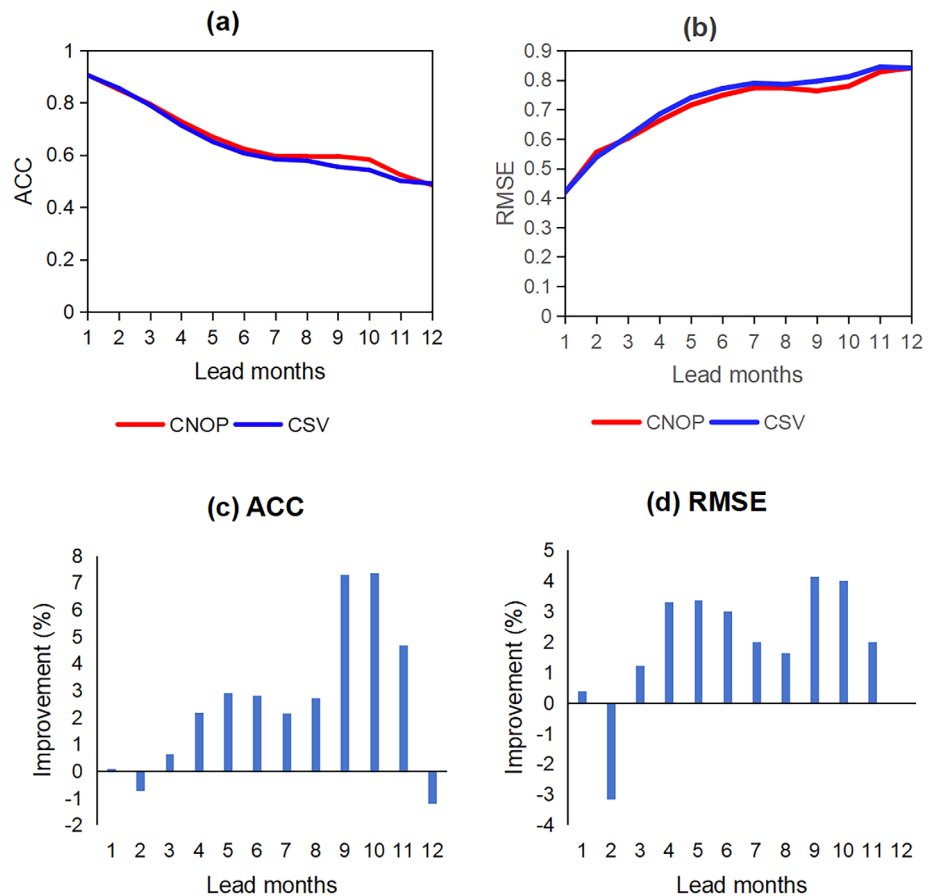 (a)
1
0.8
0.6
0.4
0.2
0
ACC
1 2 3 4 5 6 7 8 9 10 11 12
Lead months
CNOP CSV
(b)
0.9
0.8
0.7
0.6
0.5
0.4
0.3
0.2
0.1
0
RMSE
1 2 3 4 5 6 7 8 9 10 11 12
Lead months
CNOP CSV
(c) ACC
8
7
6
5
4
3
2
1
0
-1
-2
Improvement (%)
1 2 3 4 5 6 7 8 9 10 11 12
Lead months
(d) RMSE
5
4
3
2
1
0
-1
-2
-3
-4
Improvement (%)
1 2 3 4 5 6 7 8 9 10 11 12
Lead months